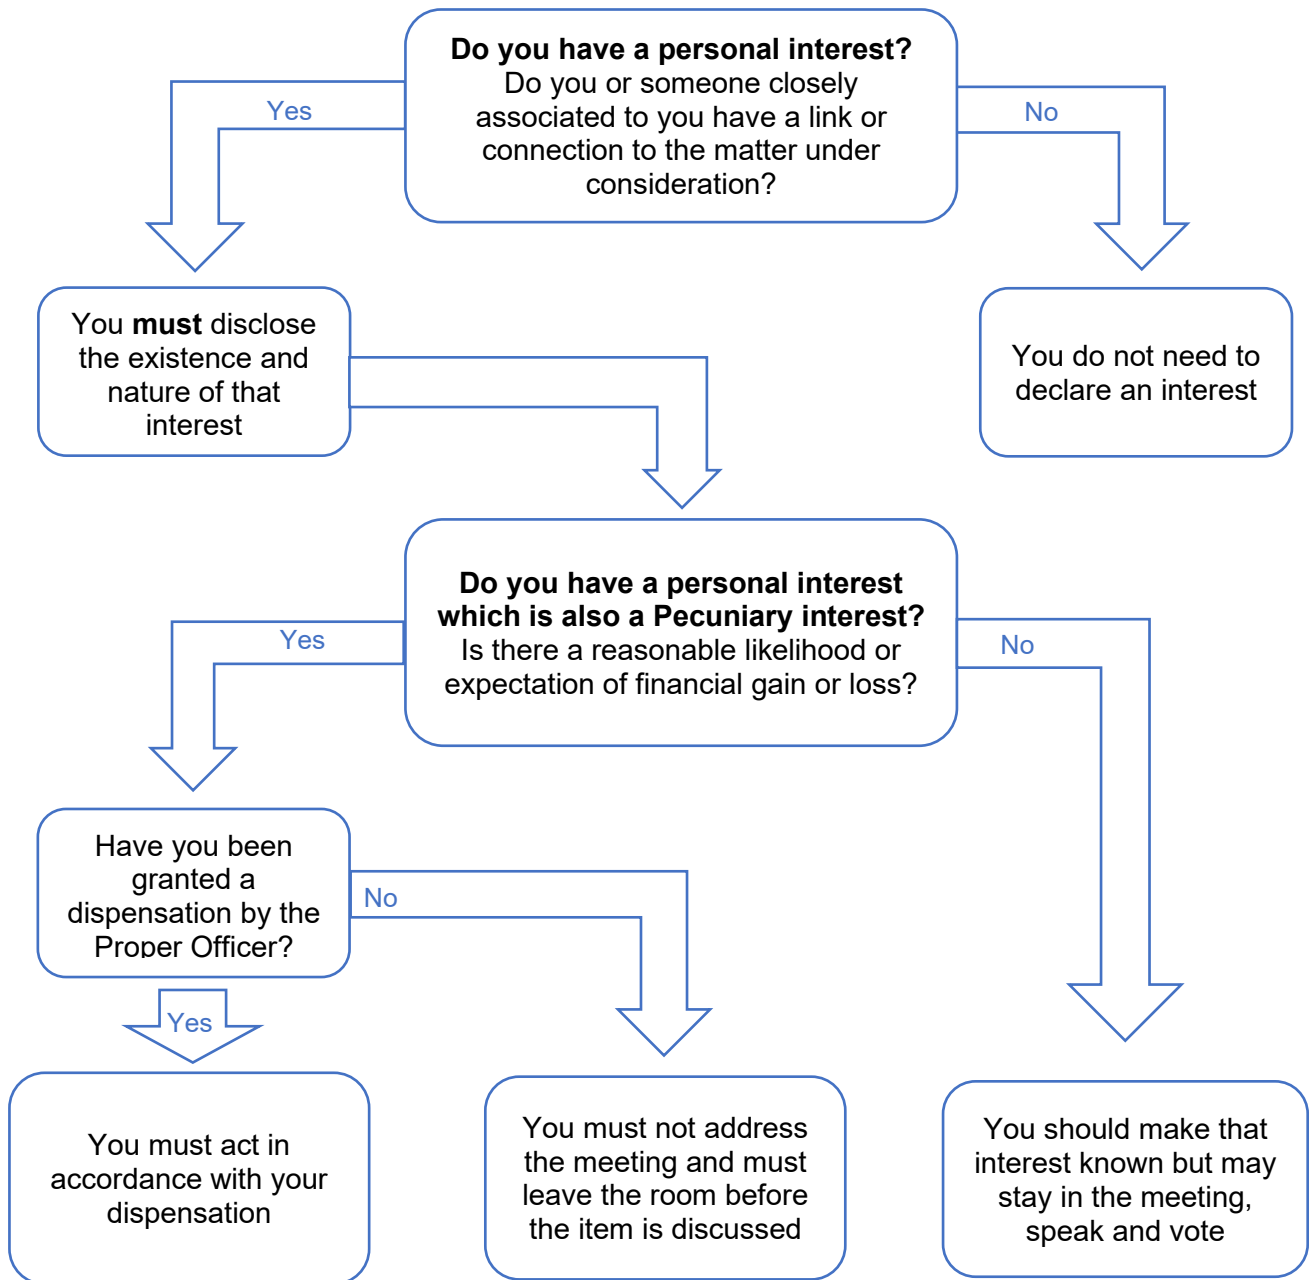 Do you have a personal interest?
Do you or someone closely
associated to you have a link or
connection to the matter under
consideration?
Yes
No
You must disclose
the existence and
nature of that
interest
You do not need to
declare an interest
Do you have a personal interest
which is also a Pecuniary interest?
Is there a reasonable likelihood or
expectation of financial gain or loss?
Yes
No
Have you been
granted a
dispensation by the
Proper Officer?
No
Yes
You must act in
accordance with your
dispensation
You must not address
the meeting and must
leave the room before
the item is discussed
You should make that
interest known but may
stay in the meeting,
speak and vote